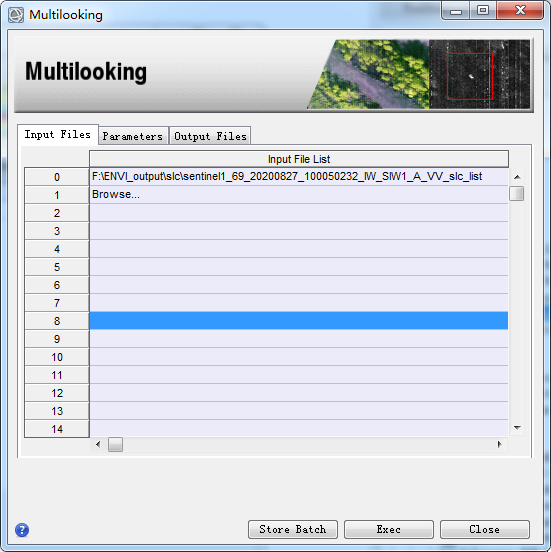 Multilooking
Multilooking
Input Files Parameters Output Files
Input File List
0 F:\ENVI_output\slc\sentinel1_69_20200827_100050232_IW_SIW1_A_VV_slc_list
1 Browse...
2
3
4
5
6
7
8
9
10
11
12
13
14
? Store Batch Exec Close